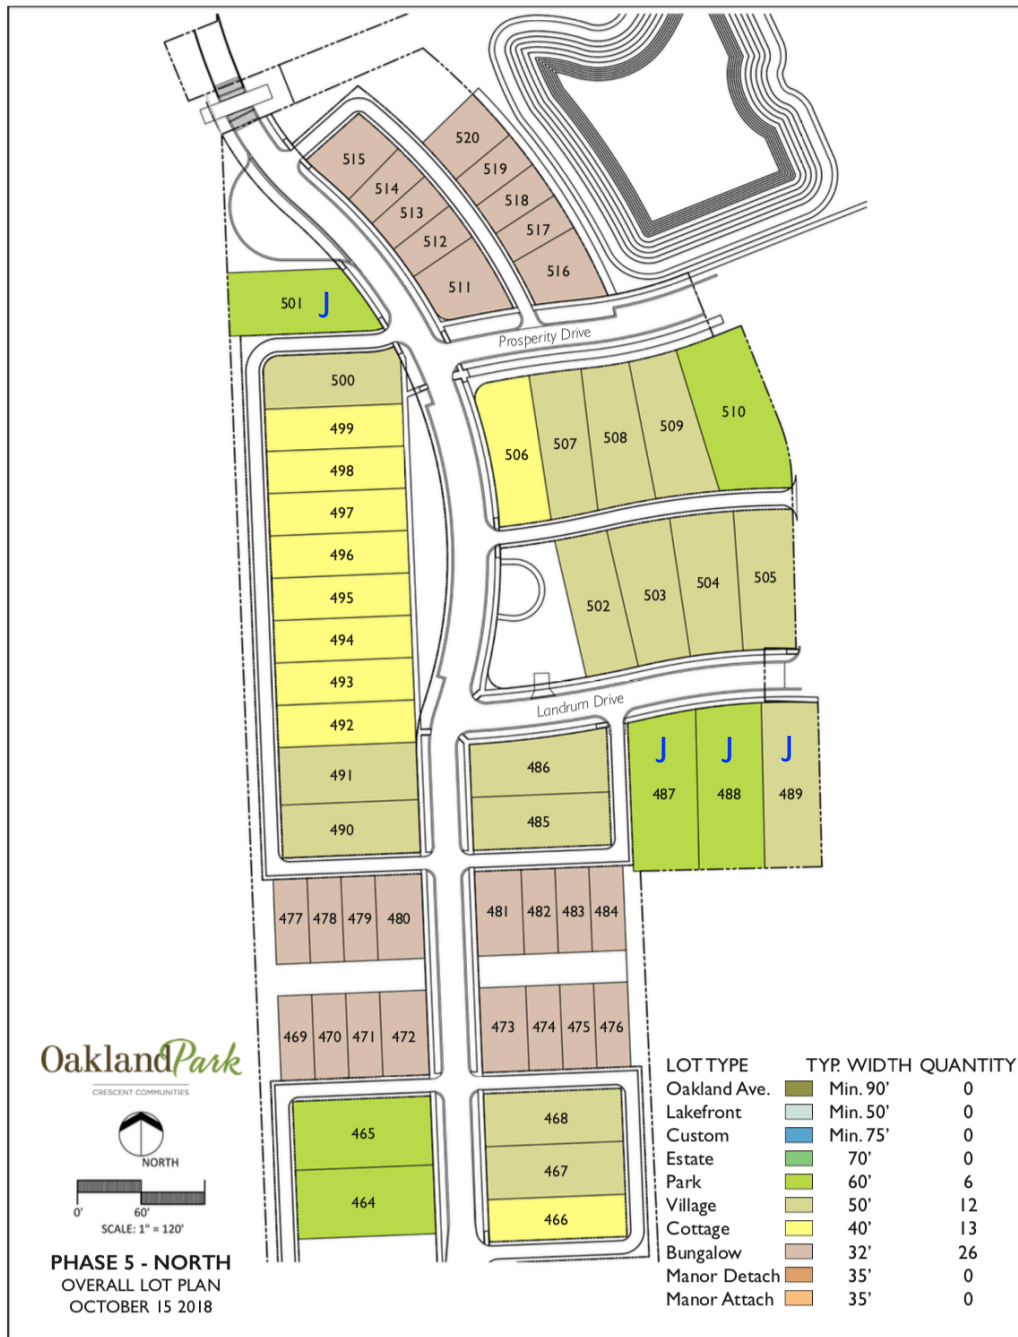 520
515
519
514
518
513
517
512
516
511
501 J
Prosperity Drive
500
510
499
509
508
507
506
498
497
496
505
504
503
502
495
494
493
Landrum Drive
492
J J J
486
491
487 488 489
485
490
477 478 479 480
481 482 483 484
469 470 471 472
473 474 475 476
468
465
467
464
466
OaklandPark
CRESCENT COMMUNITIES
NORTH
0' 60'
SCALE: 1" = 120'
PHASE 5 - NORTH
OVERALL LOT PLAN
OCTOBER 15 2018
LOT TYPE TYP. WIDTH QUANTITY
Oakland Ave. Min. 90' 0
Lakefront Min. 50' 0
Custom Min. 75' 0
Estate 70' 0
Park 60' 6
Village 50' 12
Cottage 40' 13
Bungalow 32' 26
Manor Detach 35' 0
Manor Attach 35' 0